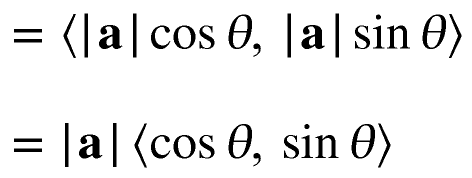 = ⟨|𝐚| cos θ, |𝐚| sin θ⟩
= |𝐚| ⟨cos θ, sin θ⟩